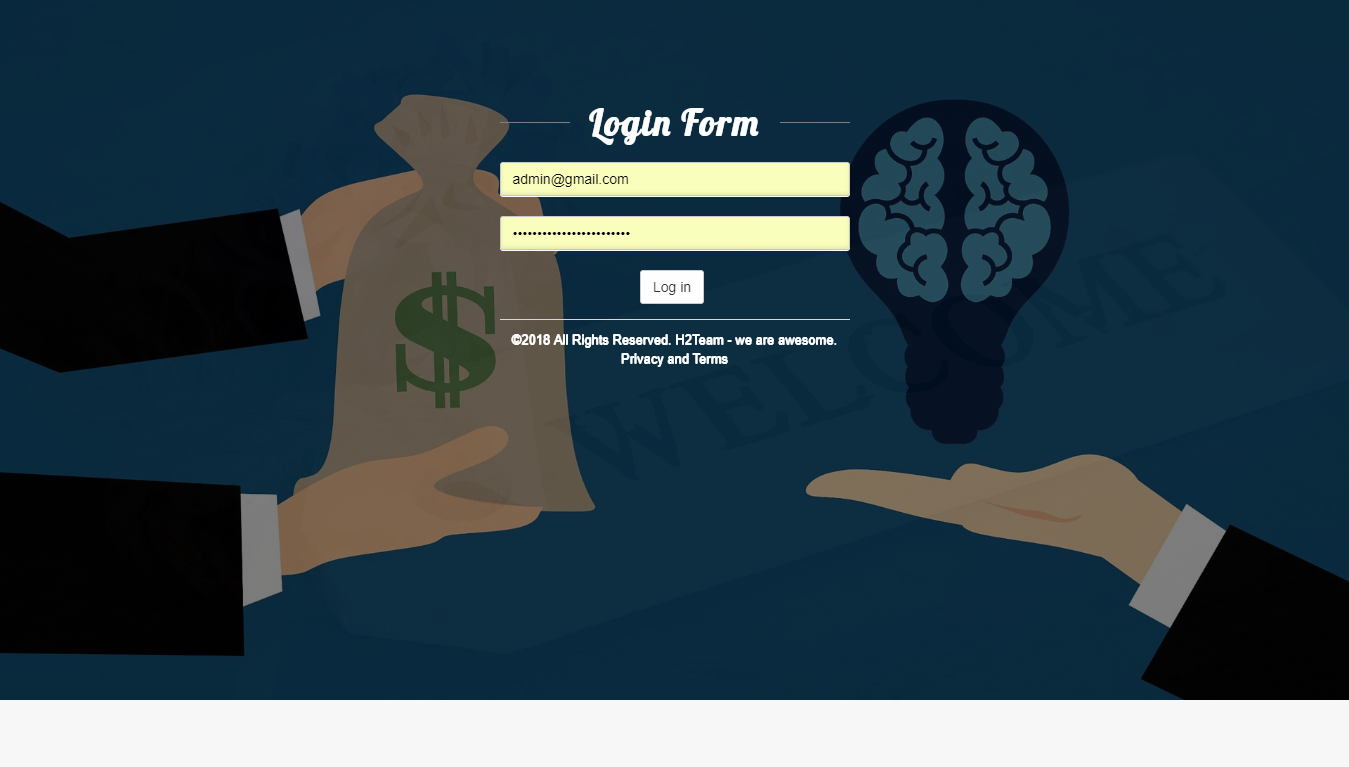 Login Form
admin@gmail.com
••••••••••••••••••••••••
Log in
©2018 All Rights Reserved. H2Team - we are awesome.
Privacy and Terms
$
WELCOME